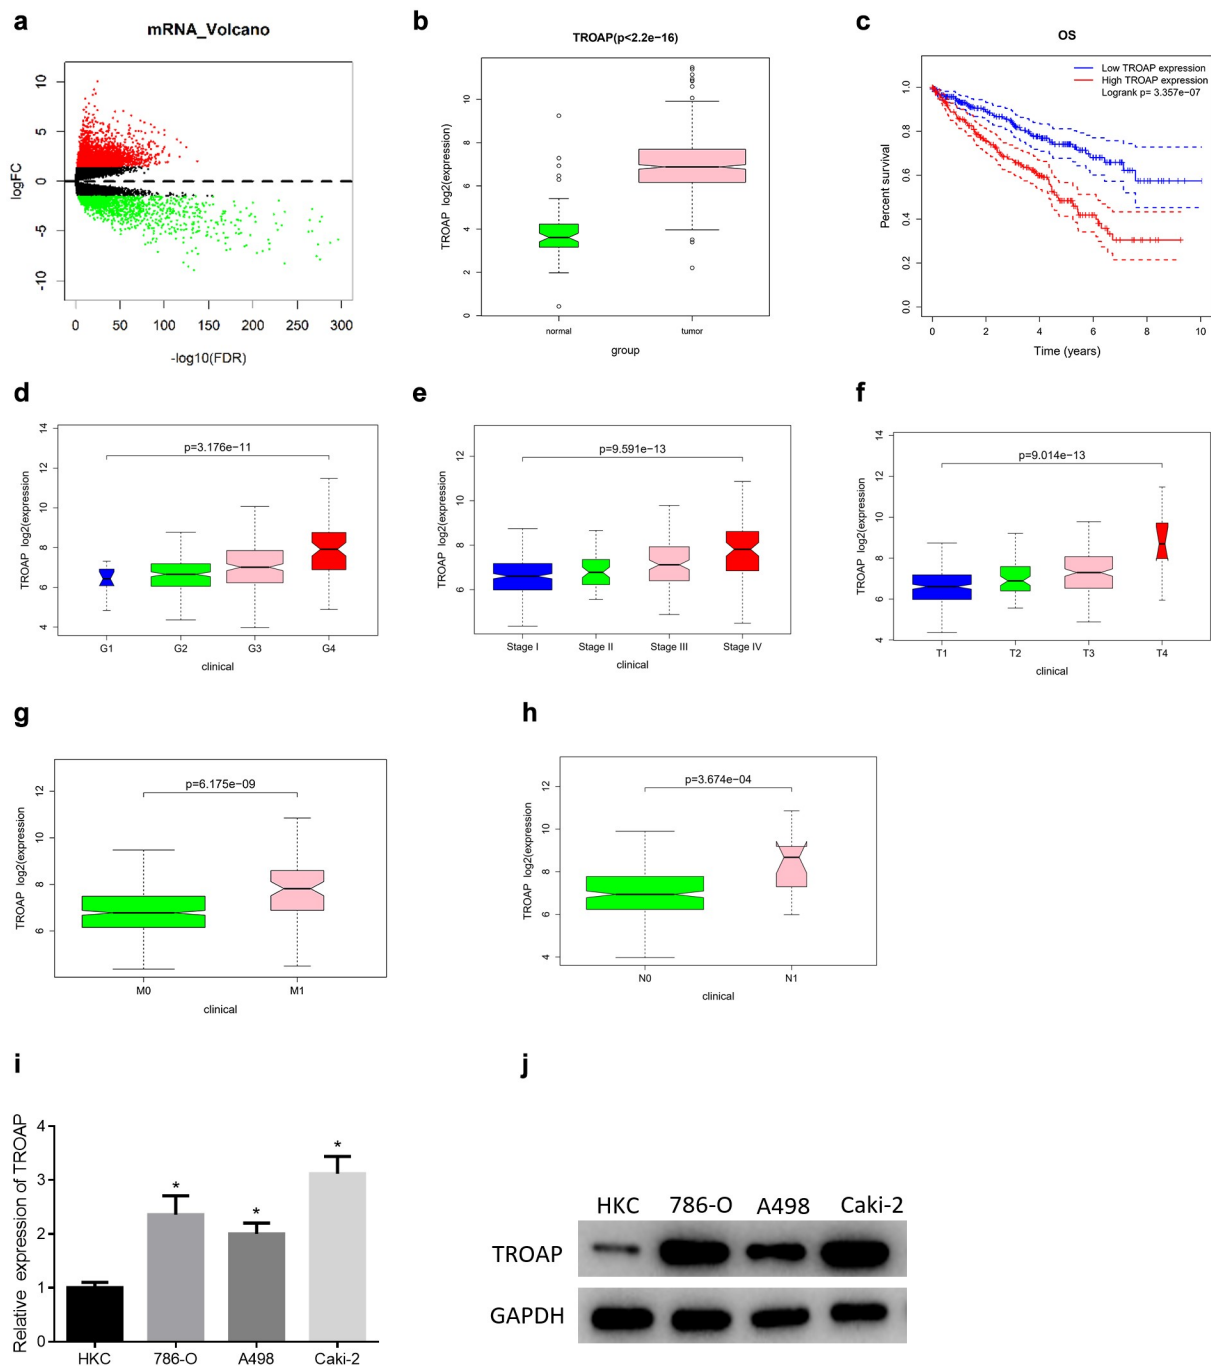 a
mRNA_Volcano
logFC
10
5
0
-5
-10
0 50 100 150 200 250 300
-log10(FDR)
b
TROAP(p<2.2e−16)
TROAP log2(expression)
10
8
6
4
2
0
normal tumor
group
c
OS
Low TROAP expression
High TROAP expression
Logrank p= 3.357e−07
Percent survival
1.0
0.8
0.6
0.4
0.2
0.0
0 2 4 6 8 10
Time (years)
d
p=3.176e−11
TROAP log2(expression
14
12
10
8
6
4
G1 G2 G3 G4
clinical
e
p=9.591e−13
TROAP log2(expression
12
10
8
6
Stage I Stage II Stage III Stage IV
clinical
f
p=9.014e−13
TROAP log2(expression
14
12
10
8
6
4
T1 T2 T3 T4
clinical
g
p=6.175e−09
TROAP log2(expression
12
10
8
6
M0 M1
clinical
h
p=3.674e−04
TROAP log2(expression
12
10
8
6
4
N0 N1
clinical
i
Relative expression of TROAP
4
3
2
1
0
* * *
HKC 786-O A498 Caki-2
j
HKC 786-O A498 Caki-2
TROAP
GAPDH